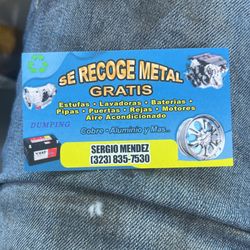 SE RECOGE METAL
GRATIS
Estufas • Lavadoras • Baterias •
Pipas • Puertas • Rejas • Motores
Aire Acondicionado
DUMPING
Cobre • Aluminio y Mas...
SERGIO MENDEZ
(323) 835-7530